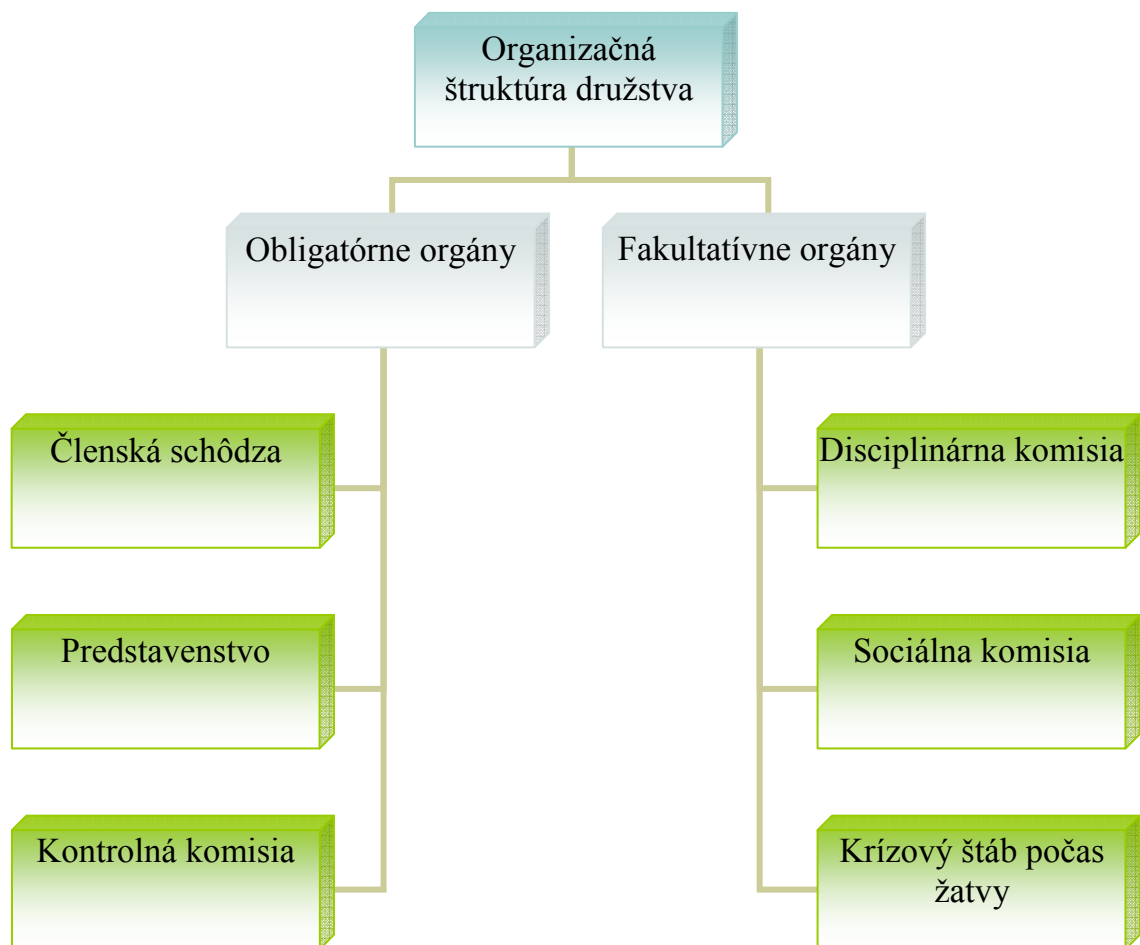 Organizačná
štruktúra družstva
Obligatórne orgány
Fakultatívne orgány
Členská schôdza
Disciplinárna komisia
Predstavenstvo
Sociálna komisia
Kontrolná komisia
Krízový štáb počas
žatvy